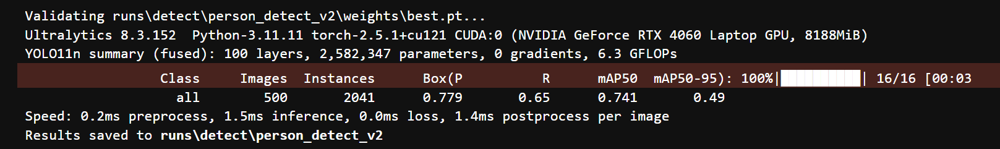 Validating runs\detect\person_detect_v2\weights\best.pt...
Ultralytics 8.3.152  Python-3.11.11 torch-2.5.1+cu121 CUDA:0 (NVIDIA GeForce RTX 4060 Laptop GPU, 8188MiB)
YOLO11n summary (fused): 100 layers, 2,582,347 parameters, 0 gradients, 6.3 GFLOPs
Class     Images  Instances      Box(P          R      mAP50  mAP50-95): 100%|██████████| 16/16 [00:03
all        500       2041      0.779       0.65      0.741       0.49
Speed: 0.2ms preprocess, 1.5ms inference, 0.0ms loss, 1.4ms postprocess per image
Results saved to runs\detect\person_detect_v2